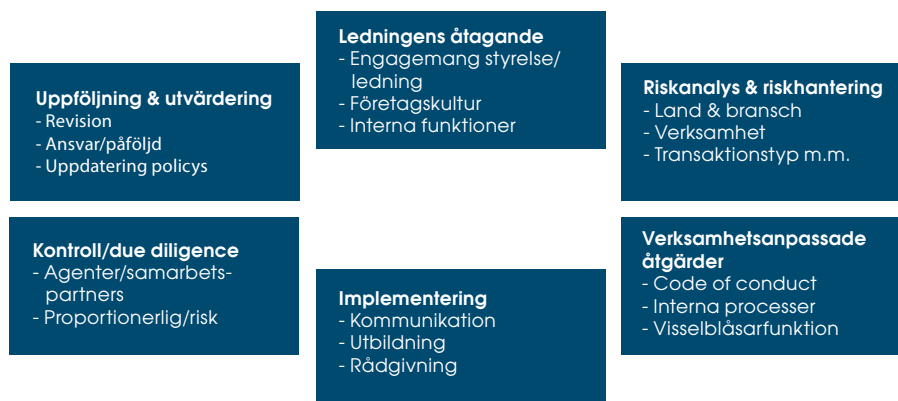 Ledningens åtagande
- Engagemang styrelse/
ledning
- Företagskultur
- Interna funktioner
Riskanalys & riskhantering
- Land & bransch
- Verksamhet
- Transaktionstyp m.m.
Verksamhetsanpassade
åtgärder
- Code of conduct
- Interna processer
- Visselblåsarfunktion
Implementering
- Kommunikation
- Utbildning
- Rådgivning
Kontroll/due diligence
- Agenter/samarbets-
partners
- Proportionerlig/risk
Uppföljning & utvärdering
- Revision
- Ansvar/påföljd
- Uppdatering policys